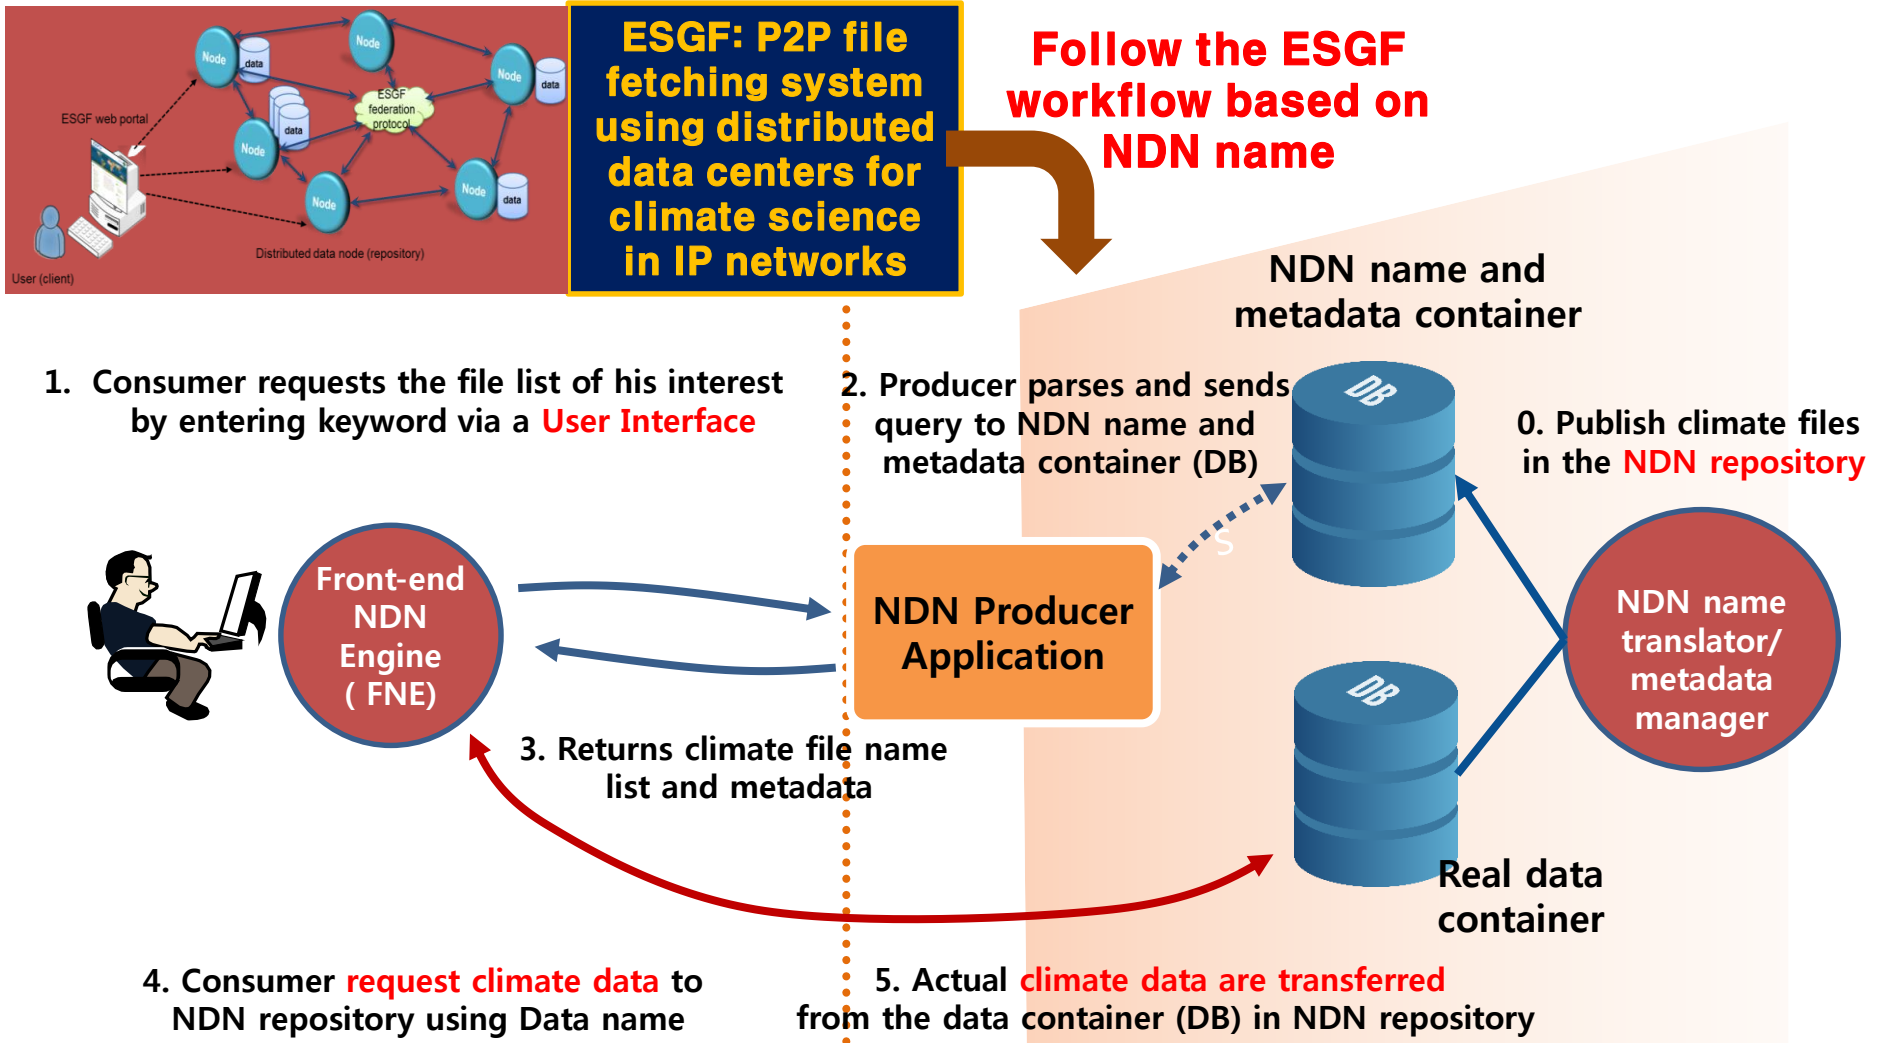 Node
data
Node
Node
data
ESGF
federation
protocol
ESGF web portal
data
Node
Node
Node
data
Distributed data node (repository)
User (client)
ESGF: P2P file
fetching system
using distributed
data centers for
climate science
in IP networks
Follow the ESGF
workflow based on
NDN name
NDN name and
metadata container
1. Consumer requests the file list of his interest
by entering keyword via a User Interface
2. Producer parses and sends
query to NDN name and
metadata container (DB)
DB
0. Publish climate files
in the NDN repository
S
Front-end
NDN
Engine
( FNE)
NDN Producer
Application
NDN name
translator/
metadata
manager
DB
3. Returns climate file name
list and metadata
Real data
container
4. Consumer request climate data to
NDN repository using Data name
5. Actual climate data are transferred
from the data container (DB) in NDN repository